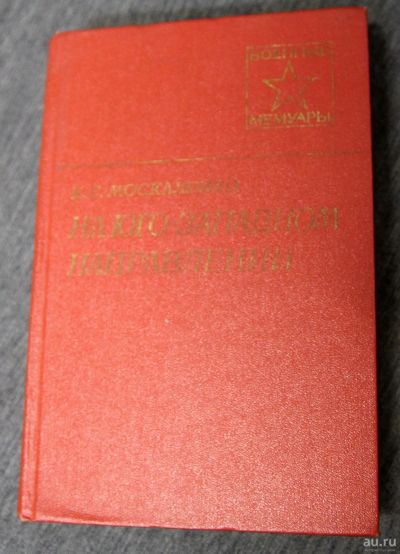 ВОЕННЫЕ
МЕМУАРЫ
К. С. МОСКАЛЕНКО
НА ЮГО-ЗАПАДНОМ
НАПРАВЛЕНИИ
au.ru